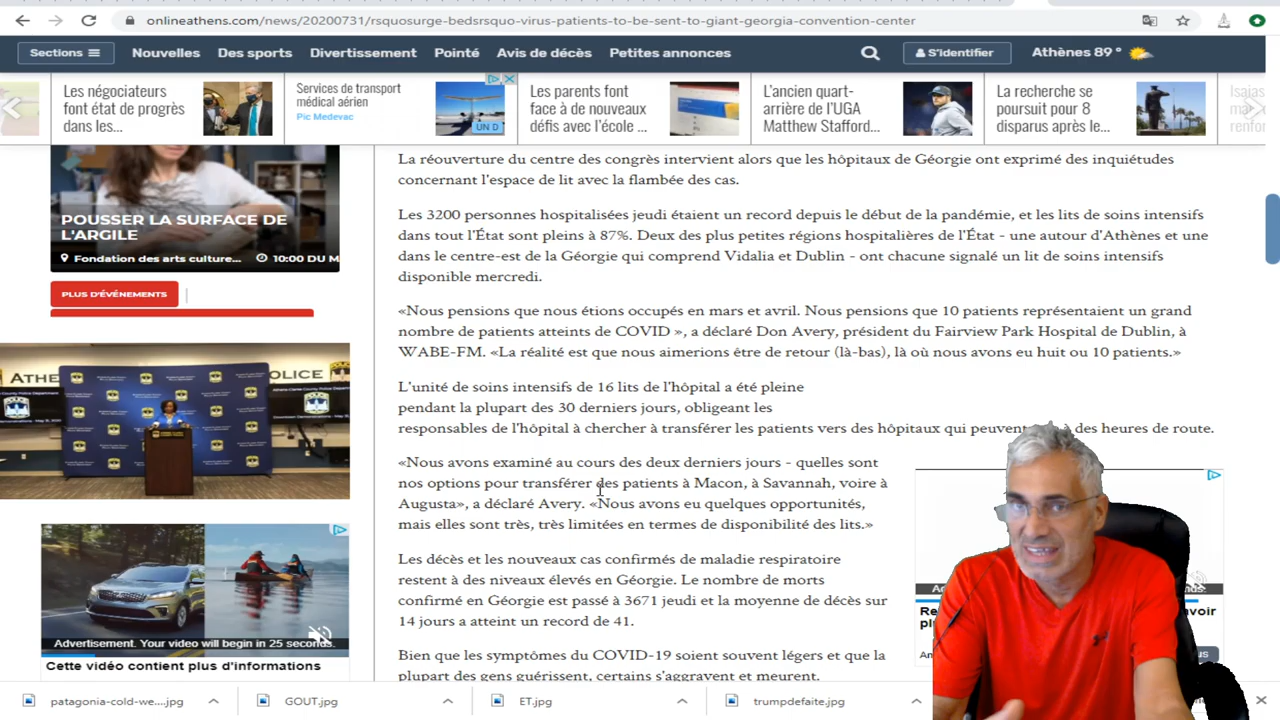 onlineathens.com/news/20200731/rsquosurge-bedsrsquo-virus-patients-to-be-sent-to-giant-georgia-convention-center
Sections
Nouvelles
Des sports
Divertissement
Pointé
Avis de décès
Petites annonces
S'identifier
Athènes 89 °
Les négociateurs
font état de progrès
dans les...
Services de transport
médical aérien
Pic Medevac
UN D
Les parents font
face à de nouveaux
défis avec l'école ...
L'ancien quart-
arrière de l'UGA
Matthew Stafford...
La recherche se
poursuit pour 8
disparus après le...
Isaias
POUSSER LA SURFACE DE
L'ARGILE
Fondation des arts culture...
10:00 DU M
PLUS D'ÉVÉNEMENTS
La réouverture du centre des congrès intervient alors que les hôpitaux de Géorgie ont exprimé des inquiétudes
concernant l'espace de lit avec la flambée des cas.
Les 3200 personnes hospitalisées jeudi étaient un record depuis le début de la pandémie, et les lits de soins intensifs
dans tout l'État sont pleins à 87%. Deux des plus petites régions hospitalières de l'État - une autour d'Athènes et une
dans le centre-est de la Géorgie qui comprend Vidalia et Dublin - ont chacune signalé un lit de soins intensifs
disponible mercredi.
«Nous pensions que nous étions occupés en mars et avril. Nous pensions que 10 patients représentaient un grand
nombre de patients atteints de COVID », a déclaré Don Avery, président du Fairview Park Hospital de Dublin, à
WABE-FM. «La réalité est que nous aimerions être de retour (là-bas), là où nous avons eu huit ou 10 patients.»
L'unité de soins intensifs de 16 lits de l'hôpital a été pleine
pendant la plupart des 30 derniers jours, obligeant les
responsables de l'hôpital à chercher à transférer les patients vers des hôpitaux qui peuvent à des heures de route.
«Nous avons examiné au cours des deux derniers jours - quelles sont
nos options pour transférer des patients à Macon, à Savannah, voire à
Augusta», a déclaré Avery. «Nous avons eu quelques opportunités,
mais elles sont très, très limitées en termes de disponibilité des lits.»
Les décès et les nouveaux cas confirmés de maladie respiratoire
restent à des niveaux élevés en Géorgie. Le nombre de morts
confirmé en Géorgie est passé à 3671 jeudi et la moyenne de décès sur
14 jours a atteint un record de 41.
Bien que les symptômes du COVID-19 soient souvent légers et que la
plupart des gens guérissent, certains s'aggravent et meurent.
Advertisement. Your video will begin in 25 seconds.
Cette vidéo contient plus d'informations
patagonia-cold-we....jpg
GOUT.jpg
ET.jpg
trumpdefaite.jpg